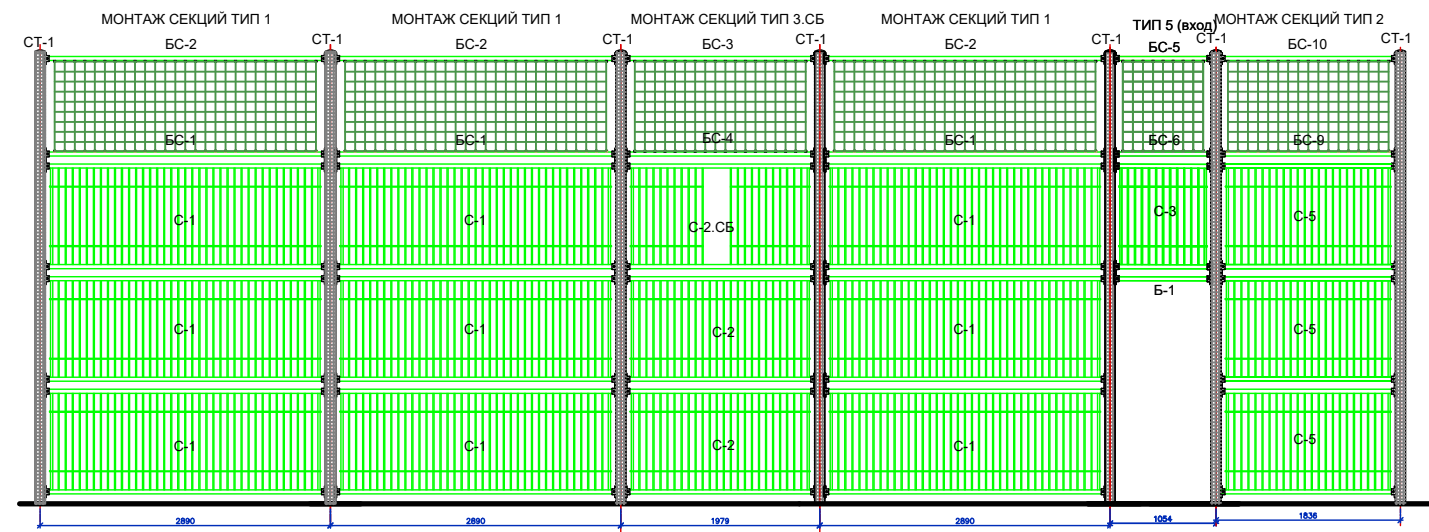 МОНТАЖ СЕКЦИЙ ТИП 1 МОНТАЖ СЕКЦИЙ ТИП 1 МОНТАЖ СЕКЦИЙ ТИП 3.СБ МОНТАЖ СЕКЦИЙ ТИП 1 ТИП 5 (вход) МОНТАЖ СЕКЦИЙ ТИП 2
СТ-1 БС-2 СТ-1 БС-2 СТ-1 БС-3 СТ-1 БС-2 СТ-1 БС-5 СТ-1 БС-10 СТ-1
БС-1 БС-1 БС-4 БС-1 БС-6 БС-9
С-1 С-1 С-2.СБ С-1 С-3 С-5
Б-1
С-1 С-1 С-2 С-1 С-5
С-1 С-1 С-2 С-1 С-5
2890 2890 1979 2890 1054 1836